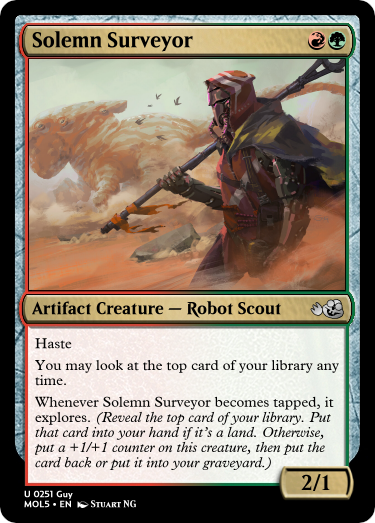 Solemn Surveyor
Artifact Creature — Robot Scout
Haste
You may look at the top card of your library any
time.
Whenever Solemn Surveyor becomes tapped, it
explores. (Reveal the top card of your library. Put
that card into your hand if it's a land. Otherwise,
put a +1/+1 counter on this creature, then put the
card back or put it into your graveyard.)
2/1
U 0251 Guy
MOL5 • EN Stuart NG